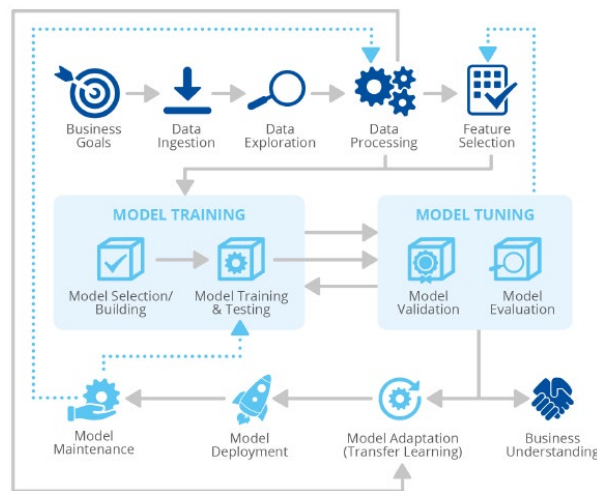 Business
Goals
Data
Ingestion
Data
Exploration
Data
Processing
Feature
Selection
MODEL TRAINING
Model Selection/
Building
Model Training
& Testing
MODEL TUNING
Model
Validation
Model
Evaluation
Model
Maintenance
Model
Deployment
Model Adaptation
(Transfer Learning)
Business
Understanding